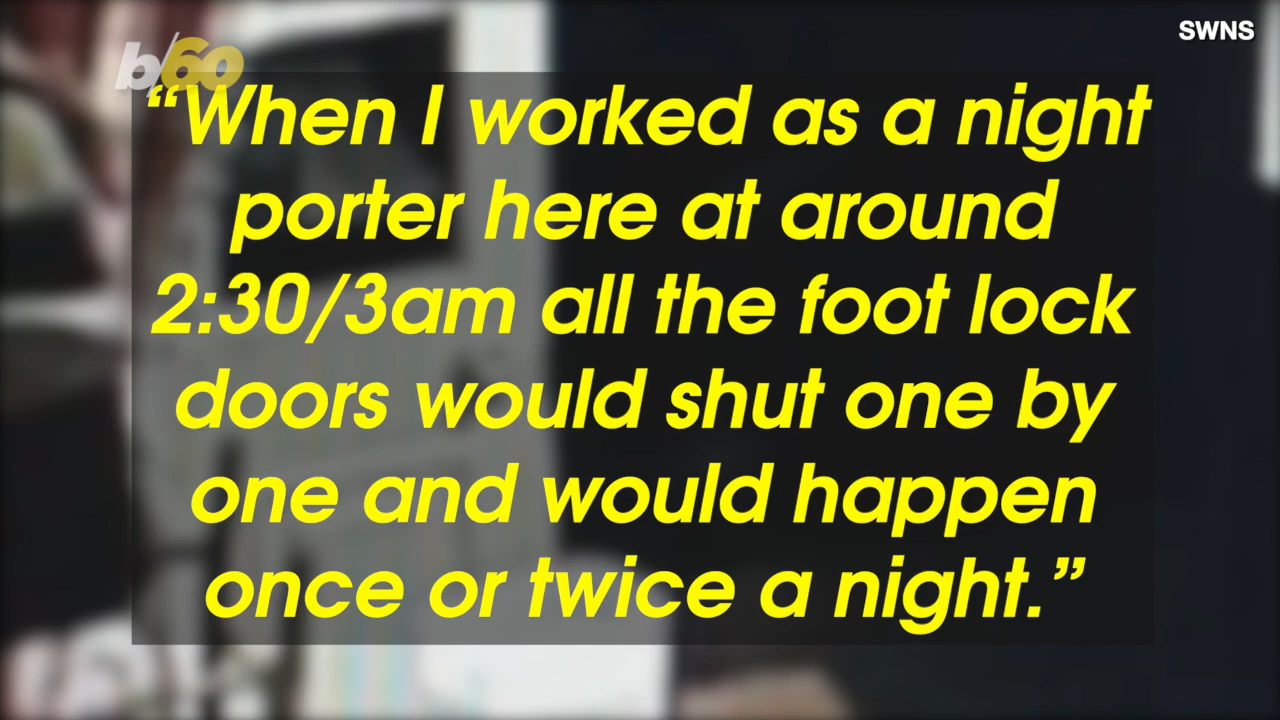 SWNS
b/60
“When I worked as a night
porter here at around
2:30/3am all the foot lock
doors would shut one by
one and would happen
once or twice a night.”